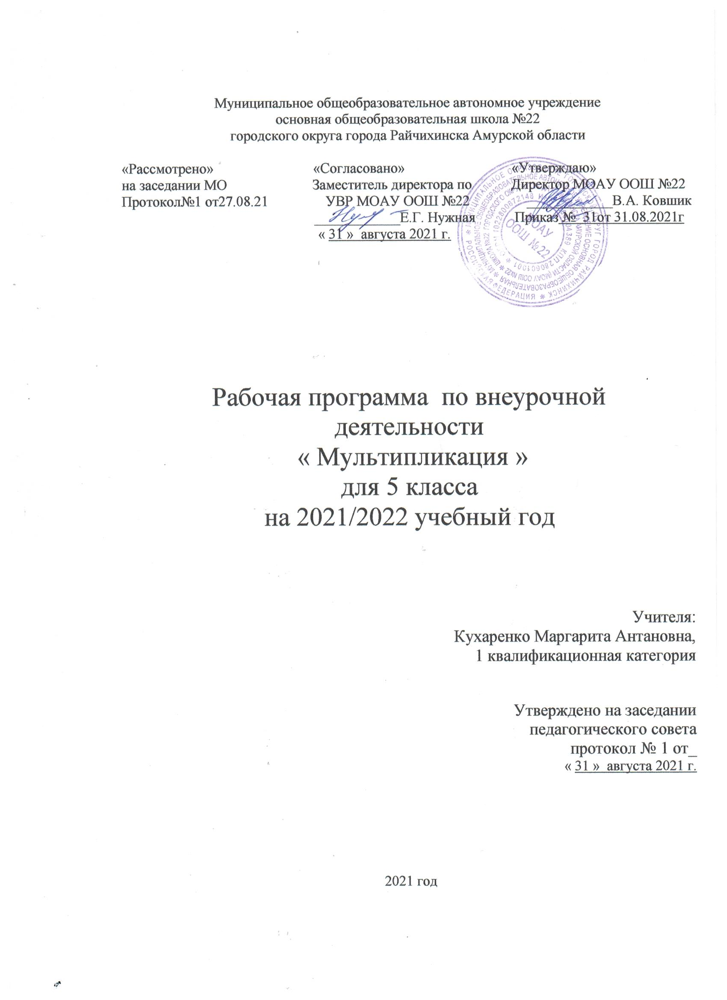 Муниципальное общеобразовательное автономное учреждение
основная общеобразовательная школа №22
городского округа города Райчихинска Амурской области
«Рассмотрено»
на заседании МО
Протокол№1 от27.08.21
«Согласовано»
Заместитель директора по
УВР МОАУ ООШ №22
______________Е.Г. Нужная
« 31 »  августа 2021 г.
«Утверждаю»
Директор МОАУ ООШ №22
______________В.А. Ковшик
Приказ №  31от 31.08.2021г
МОАУ
ООШ №22
Рабочая программа  по внеурочной
деятельности
« Мультипликация »
для 5 класса
на 2021/2022 учебный год
Учителя:
Кухаренко Маргарита Антановна,
1 квалификационная категория
Утверждено на заседании
педагогического совета
протокол № 1 от_
« 31 »  августа 2021 г.
2021 год